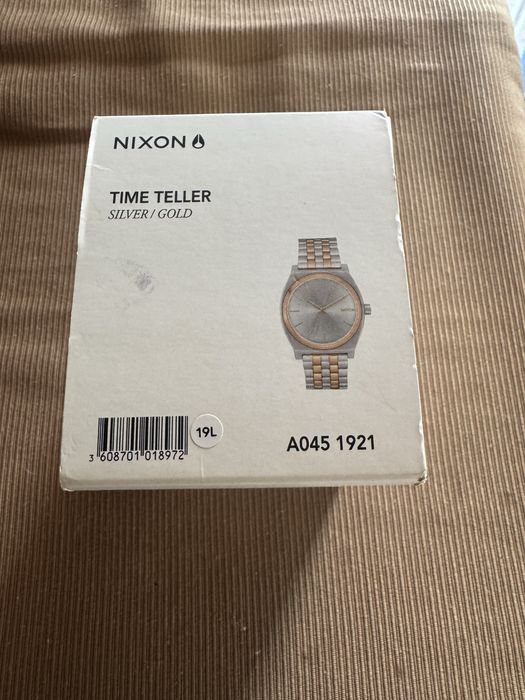 NIXON
TIME TELLER
SILVER / GOLD
19L
3 608701 018972
A045 1921